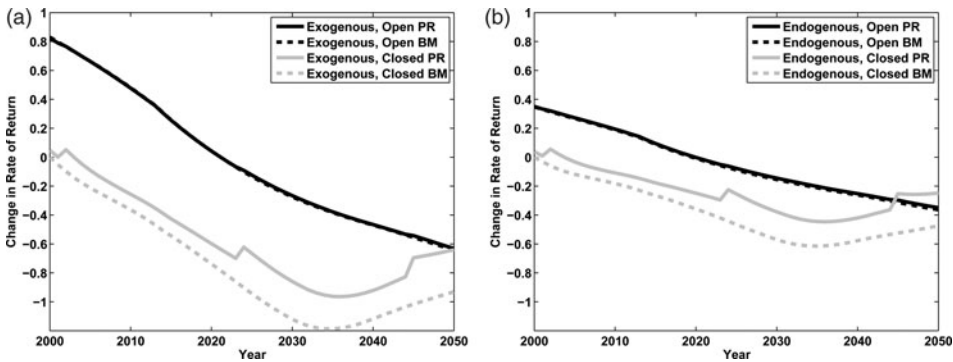 (a)
Exogenous, Open PR
Exogenous, Open BM
Exogenous, Closed PR
Exogenous, Closed BM
Change in Rate of Return
1
0.8
0.6
0.4
0.2
0
−0.2
−0.4
−0.6
−0.8
−1
2000 2010 2020 2030 2040 2050
Year
(b)
Endogenous, Open PR
Endogenous, Open BM
Endogenous, Closed PR
Endogenous, Closed BM
Change in Rate of Return
1
0.8
0.6
0.4
0.2
0
−0.2
−0.4
−0.6
−0.8
−1
2000 2010 2020 2030 2040 2050
Year